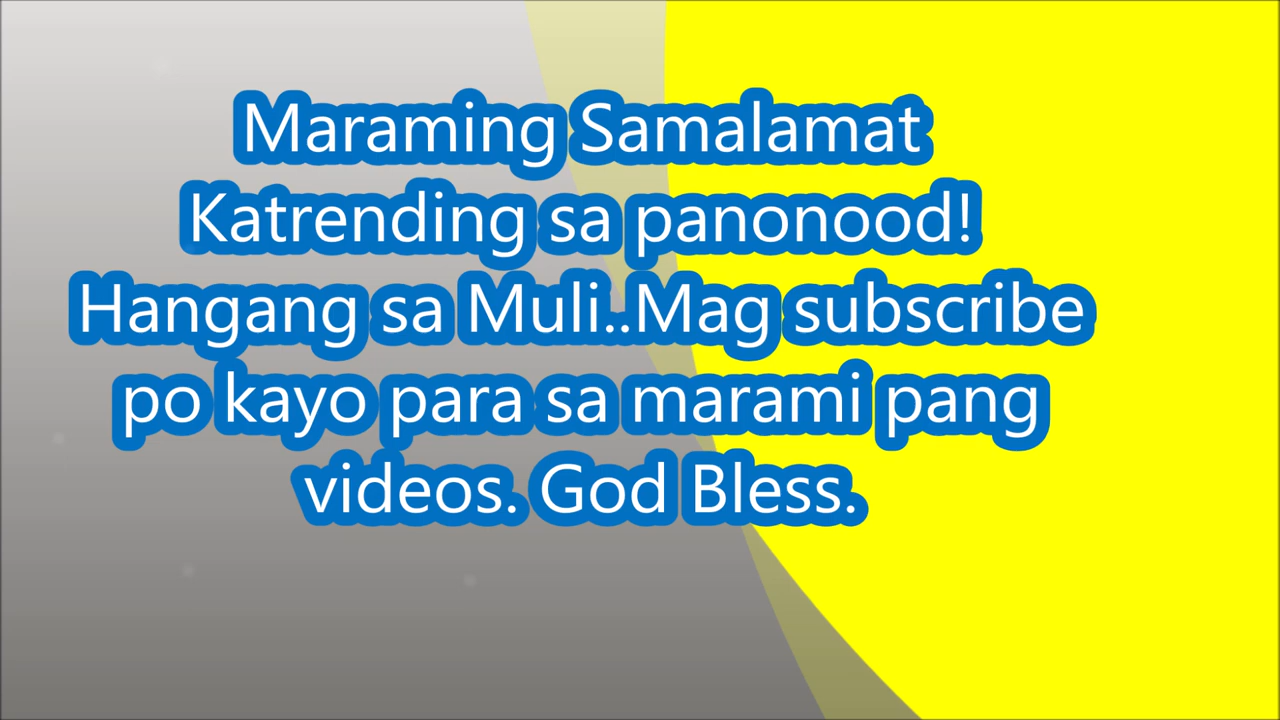 Maraming Samalamat
Katrending sa panonood!
Hangang sa Muli..Mag subscribe
po kayo para sa marami pang
videos. God Bless.